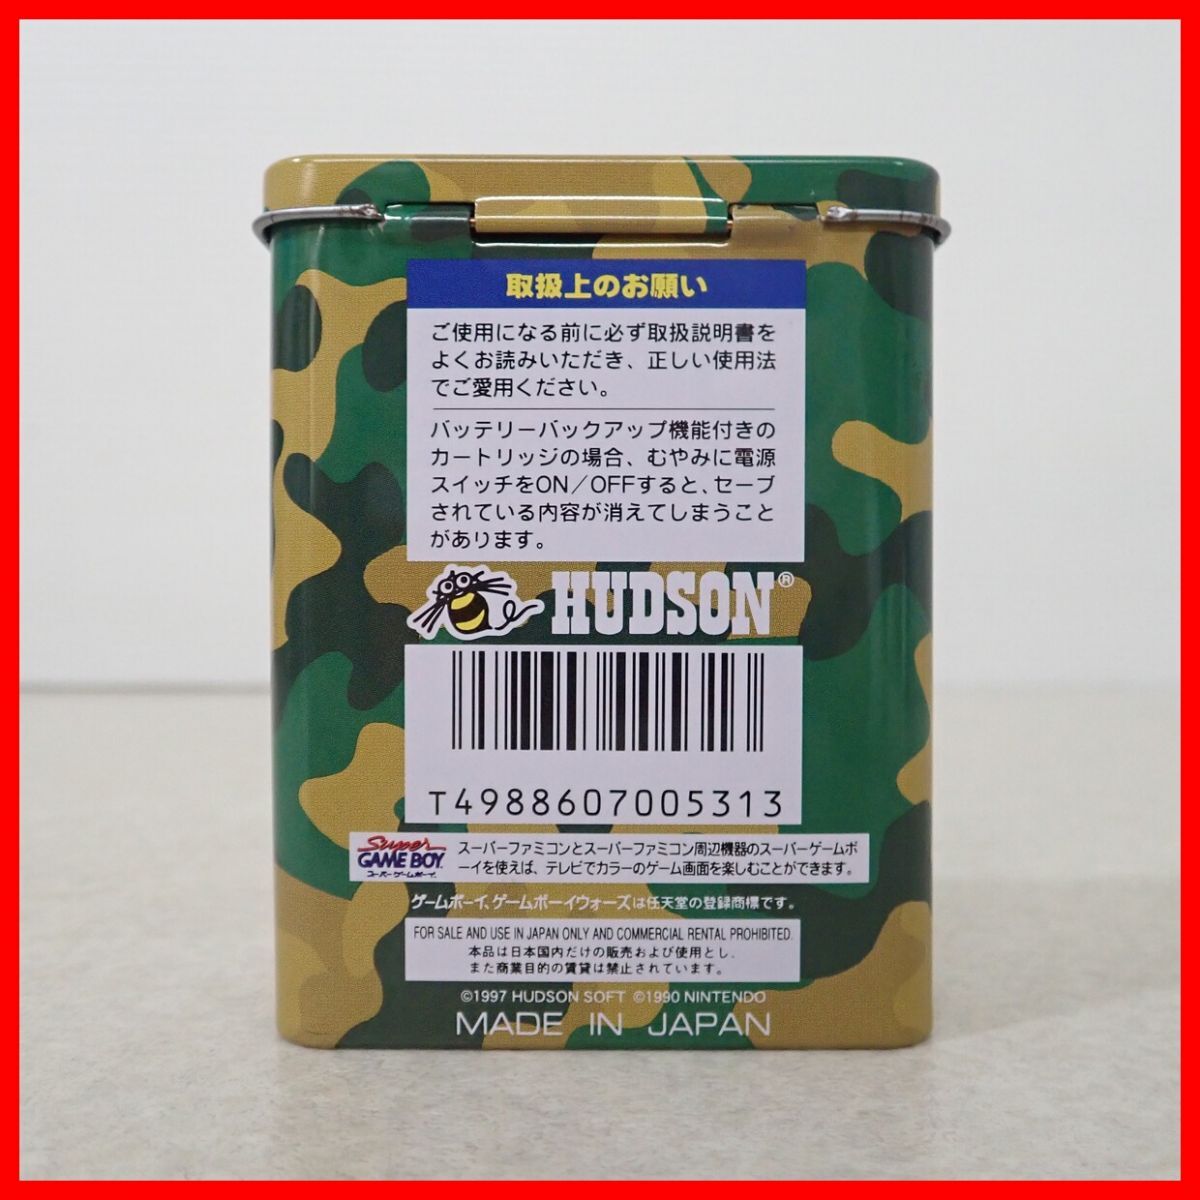 取扱上のお願い
ご使用になる前に必ず取扱説明書を
よくお読みいただき、正しい使用法
でご愛用ください。
バッテリーバックアップ機能付きの
カートリッジの場合、むやみに電源
スイッチをON/OFFすると、セーブ
されている内容が消えてしまうこと
があります。
HUDSON®
T4988607005313
Super
GAME BOY
スーパーゲームボーイ
スーパーファミコンとスーパーファミコン周辺機器のスーパーゲームボ
ーイを使えば、テレビでカラーのゲーム画面を楽しむことができます。
ゲームボーイ、ゲームボーイウォーズは任天堂の登録商標です。
FOR SALE AND USE IN JAPAN ONLY AND COMMERCIAL RENTAL PROHIBITED.
本品は日本国内だけの販売および使用とし、
また商業目的の賃貸は禁止されています。
©1997 HUDSON SOFT ©1990 NINTENDO
MADE IN JAPAN